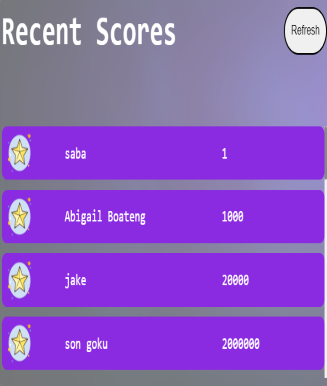 Recent Scores
Refresh
saba 1
Abigail Boateng 1000
jake 20000
son goku 2000000